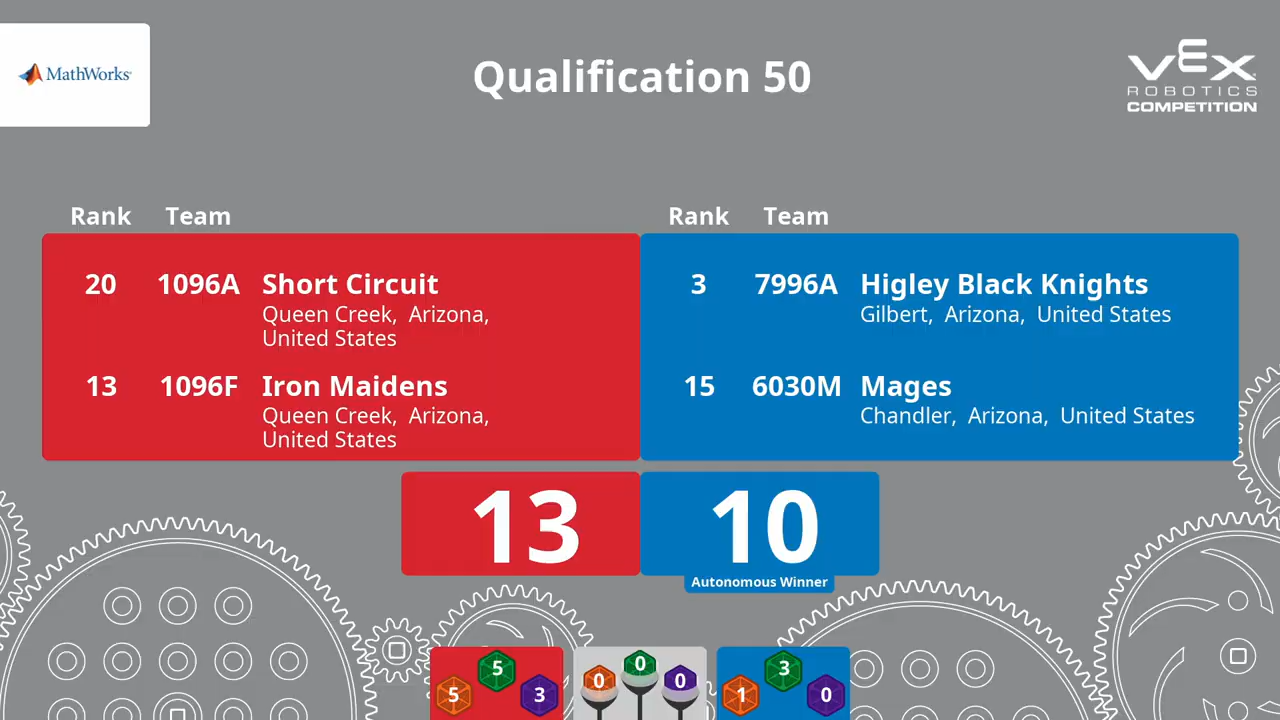 MathWorks
Qualification 50
VEX
ROBOTICS
COMPETITION
Rank Team
20 1096A Short Circuit
Queen Creek, Arizona,
United States
13 1096F Iron Maidens
Queen Creek, Arizona,
United States
Rank Team
3 7996A Higley Black Knights
Gilbert, Arizona, United States
15 6030M Mages
Chandler, Arizona, United States
13
10
Autonomous Winner
5 5 3
0 0 0
1 3 0